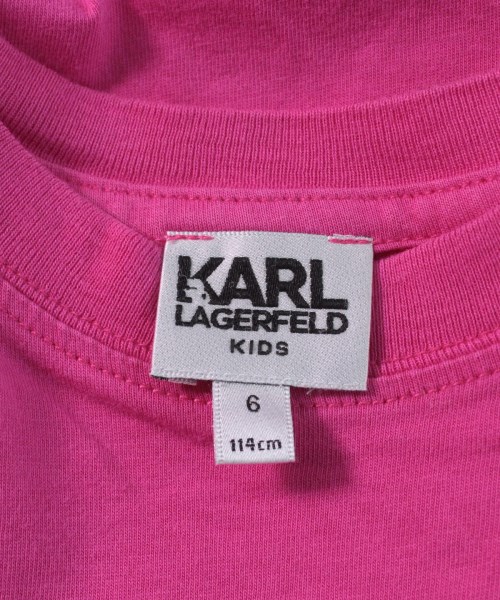 KARL
LAGERFELD
KIDS
6
114cm